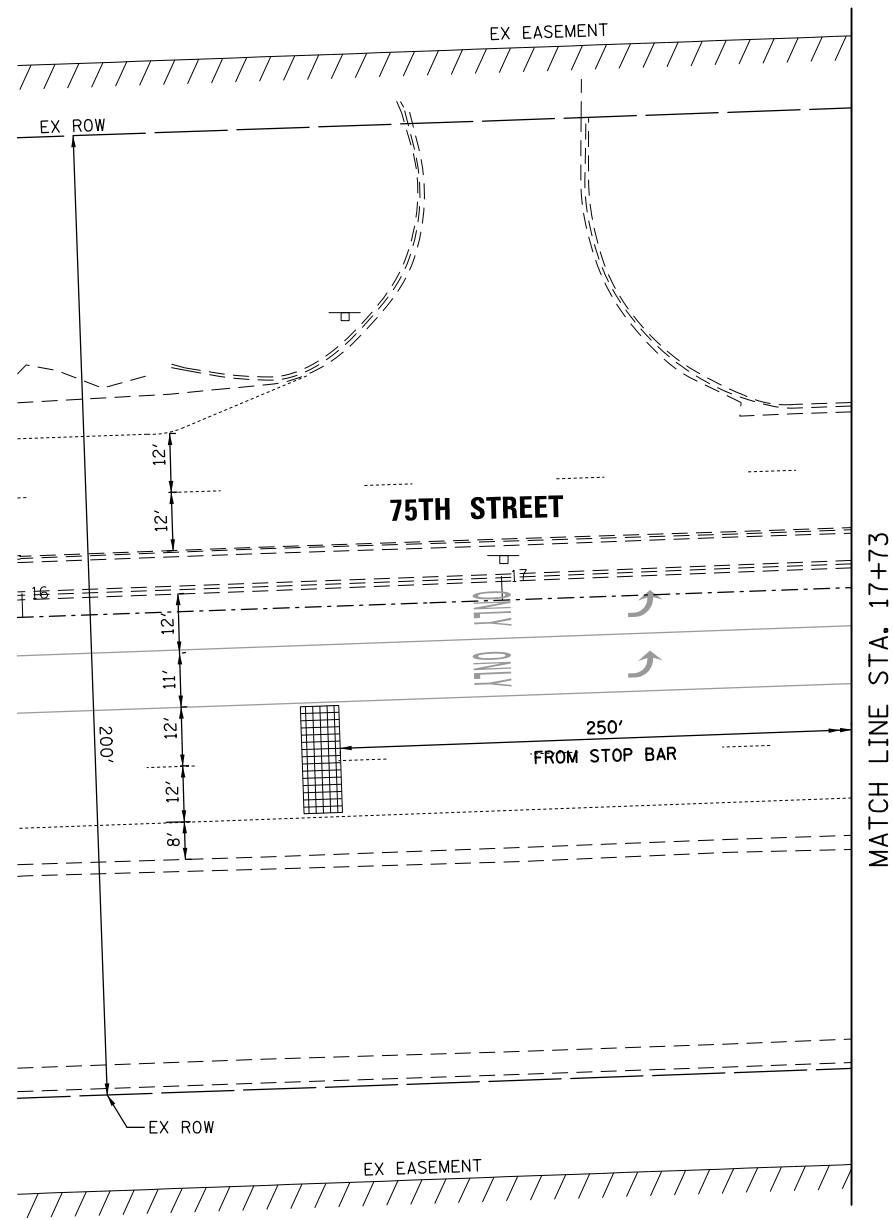 EX EASEMENT
EX ROW
12'
12'
75TH STREET
16
17
12'
ONLY
11'
ONLY
12'
200'
250'
FROM STOP BAR
12'
8'
MATCH LINE STA. 17+73
EX ROW
EX EASEMENT